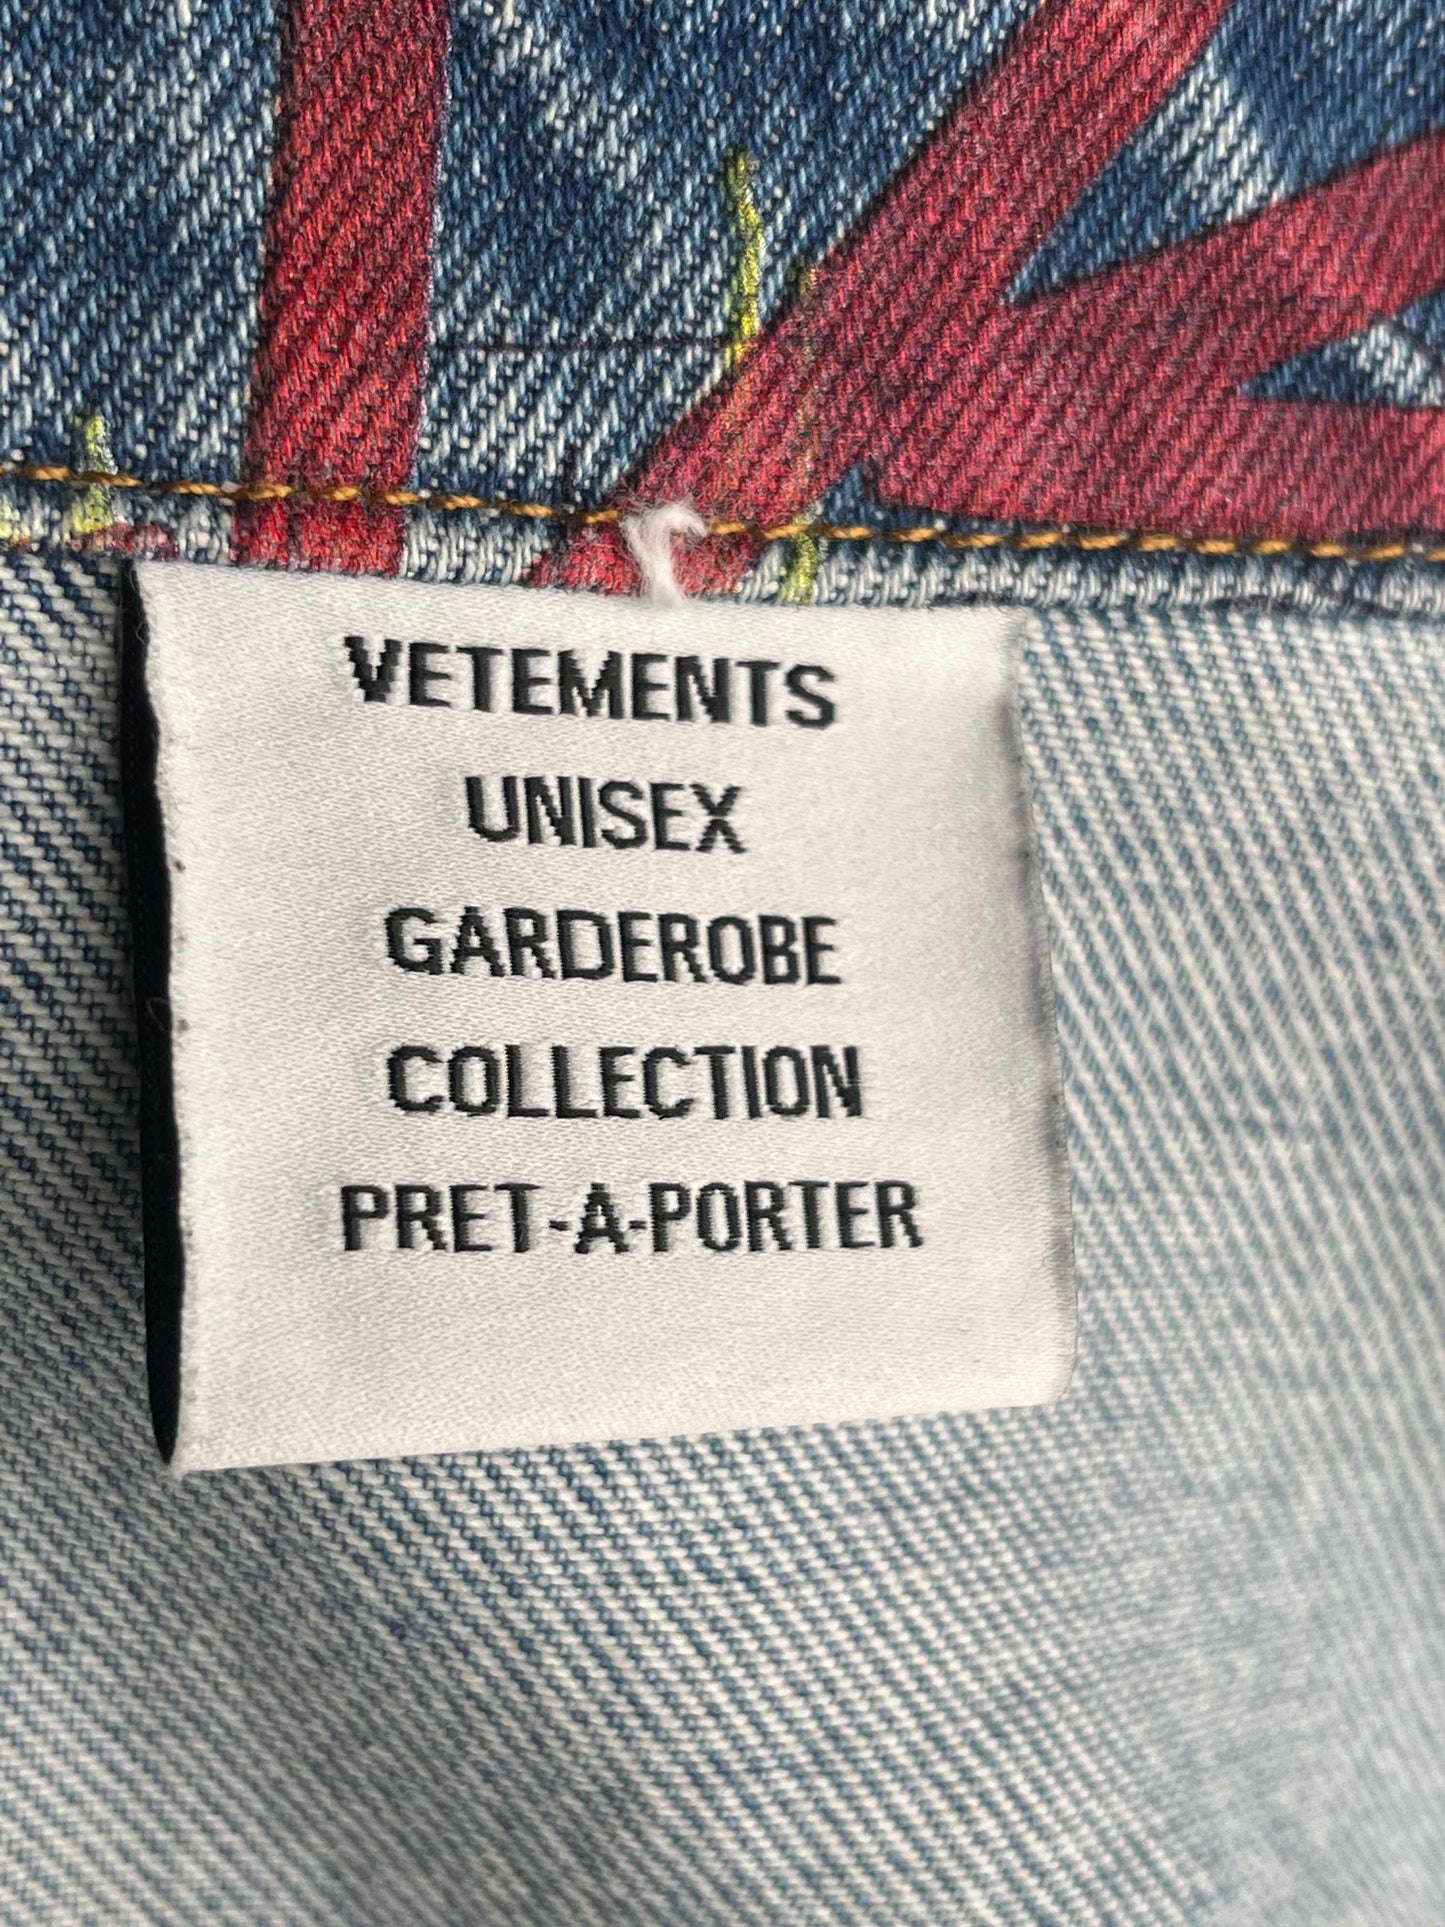 VETEMENTS
UNISEX
GARDEROBE
COLLECTION
PRET-A-PORTER